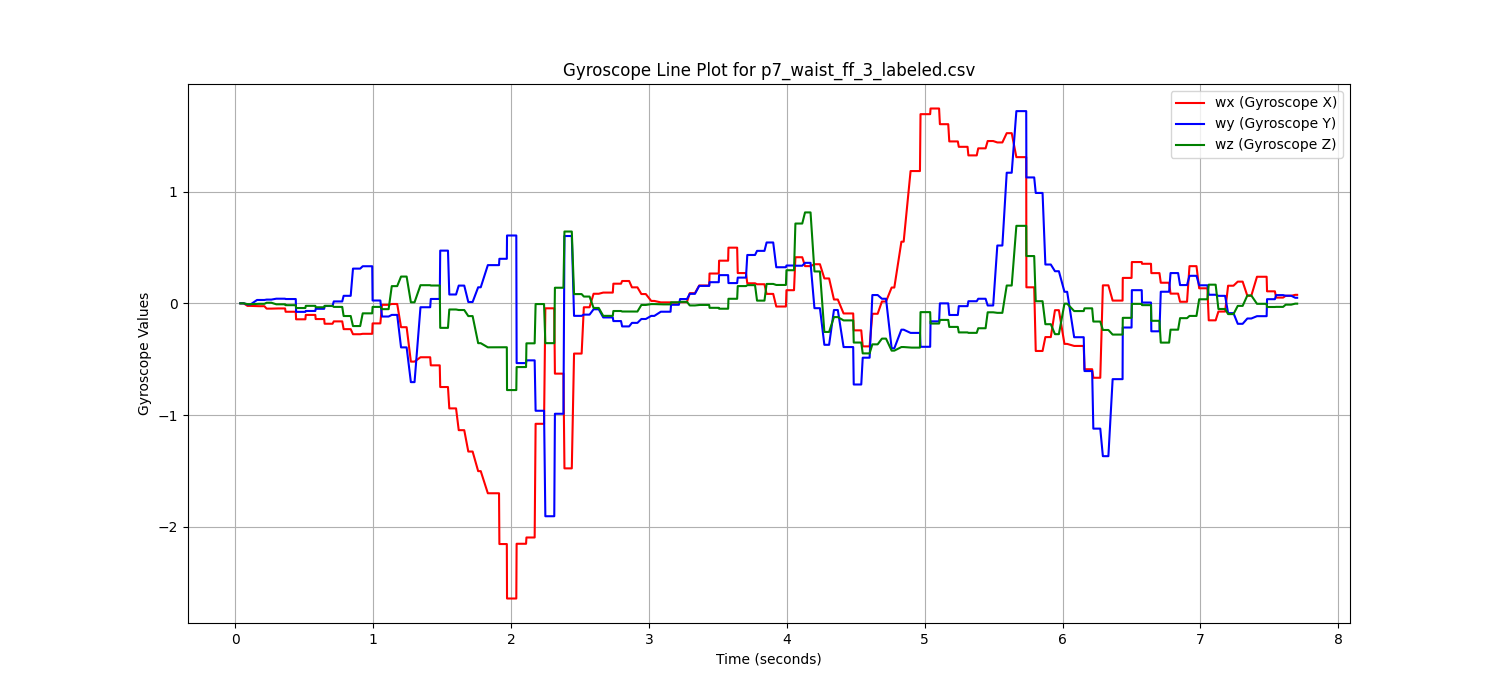 Gyroscope Line Plot for p7_waist_ff_3_labeled.csv
wx (Gyroscope X)
wy (Gyroscope Y)
wz (Gyroscope Z)
Gyroscope Values
1
0
−1
−2
0 1 2 3 4 5 6 7 8
Time (seconds)